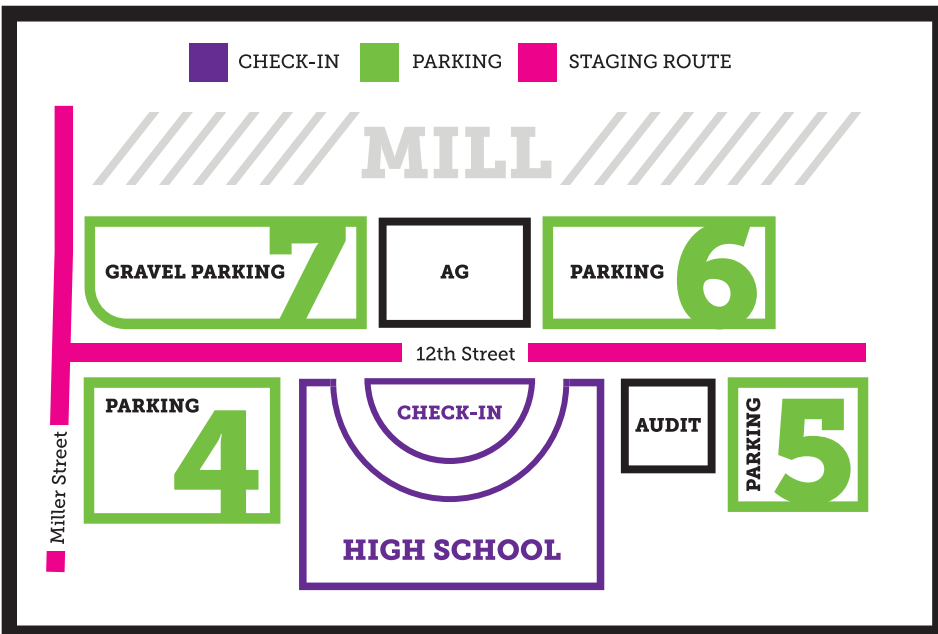 CHECK-IN
PARKING
STAGING ROUTE
MILL
GRAVEL PARKING 7
AG
PARKING 6
12th Street
PARKING
4
CHECK-IN
HIGH SCHOOL
AUDIT
PARKING
5
Miller Street